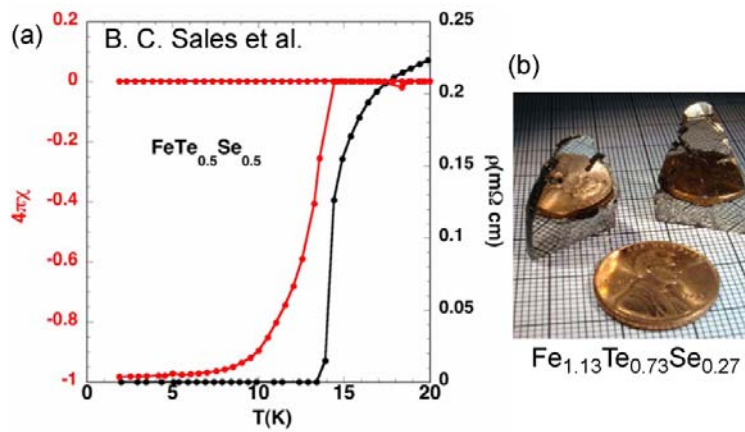 (a)
B. C. Sales et al.
FeTe0.5Se0.5
0.2
0
-0.2
-0.4
-0.6
-0.8
-1
4πχ
0.25
0.2
0.15
0.1
0.05
0
ρ(mΩ cm)
0 5 10 15 20
T(K)
(b)
Fe1.13Te0.73Se0.27